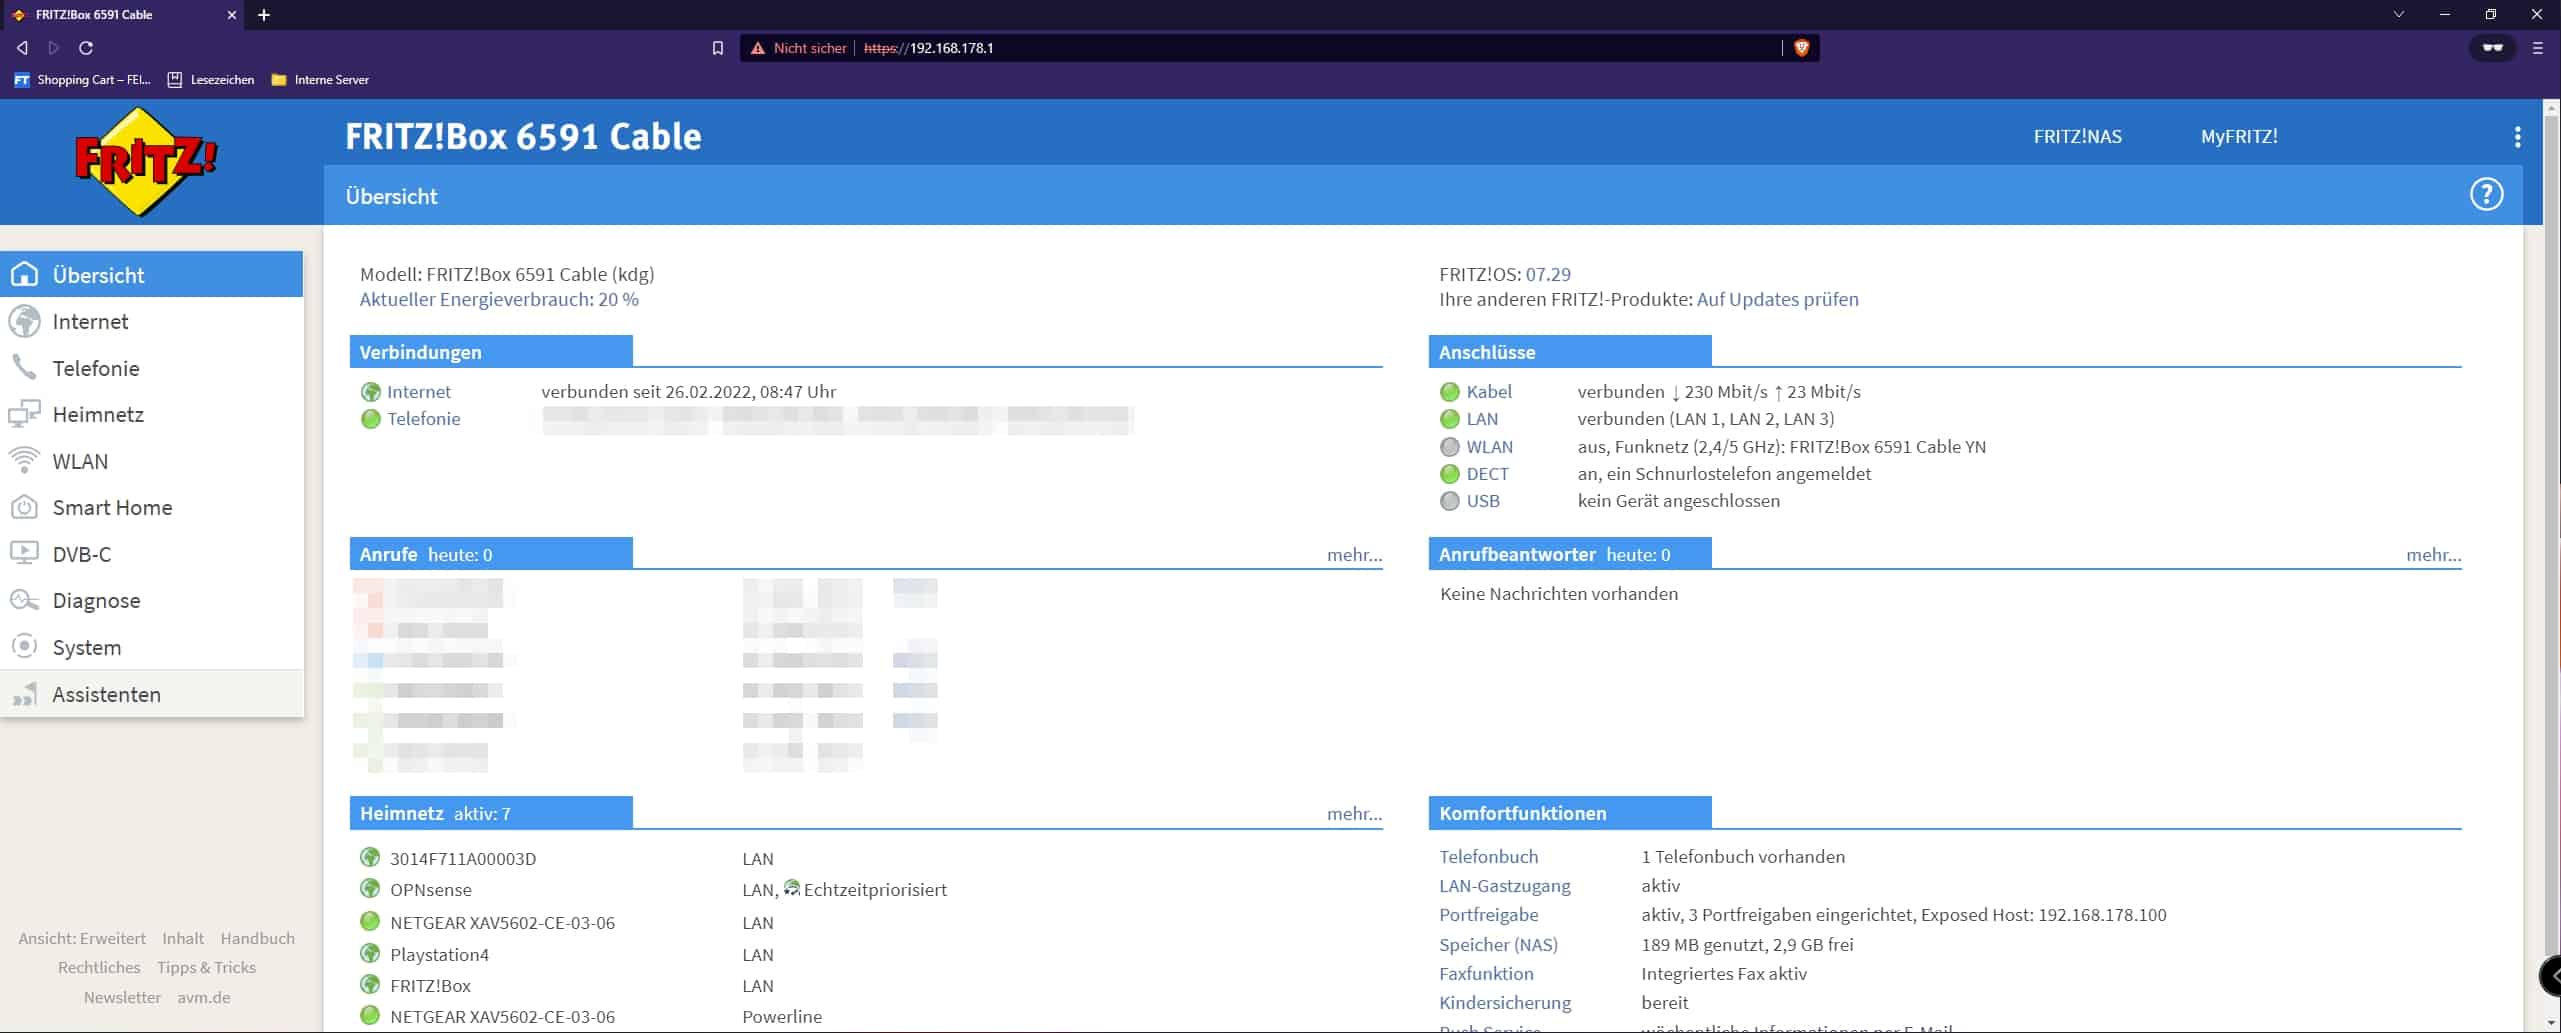 FRITZ!Box 6591 Cable
Nicht sicher https://192.168.178.1
FT Shopping Cart – FEI... Lesezeichen Interne Server
FRITZ!
FRITZ!Box 6591 Cable
FRITZ!NAS MyFRITZ!
Übersicht ?
Übersicht
Internet
Telefonie
Heimnetz
WLAN
Smart Home
DVB-C
Diagnose
System
Assistenten
Ansicht: Erweitert Inhalt Handbuch
Rechtliches Tipps & Tricks
Newsletter avm.de
Modell: FRITZ!Box 6591 Cable (kdg)
Aktueller Energieverbrauch: 20 %
FRITZ!OS: 07.29
Ihre anderen FRITZ!-Produkte: Auf Updates prüfen
Verbindungen
Internet verbunden seit 26.02.2022, 08:47 Uhr
Telefonie
Anschlüsse
Kabel verbunden ↓ 230 Mbit/s ↑ 23 Mbit/s
LAN verbunden (LAN 1, LAN 2, LAN 3)
WLAN aus, Funknetz (2,4/5 GHz): FRITZ!Box 6591 Cable YN
DECT an, ein Schnurlostelefon angemeldet
USB kein Gerät angeschlossen
Anrufe heute: 0 mehr...
Anrufbeantworter heute: 0 mehr...
Keine Nachrichten vorhanden
Heimnetz aktiv: 7 mehr...
3014F711A00003D LAN
OPNsense LAN, Echtzeitpriorisiert
NETGEAR XAV5602-CE-03-06 LAN
Playstation4 LAN
FRITZ!Box LAN
NETGEAR XAV5602-CE-03-06 Powerline
Komfortfunktionen
Telefonbuch 1 Telefonbuch vorhanden
LAN-Gastzugang aktiv
Portfreigabe aktiv, 3 Portfreigaben eingerichtet, Exposed Host: 192.168.178.100
Speicher (NAS) 189 MB genutzt, 2,9 GB frei
Faxfunktion Integriertes Fax aktiv
Kindersicherung bereit
Push Service wöchentliche Informationen per E-Mail